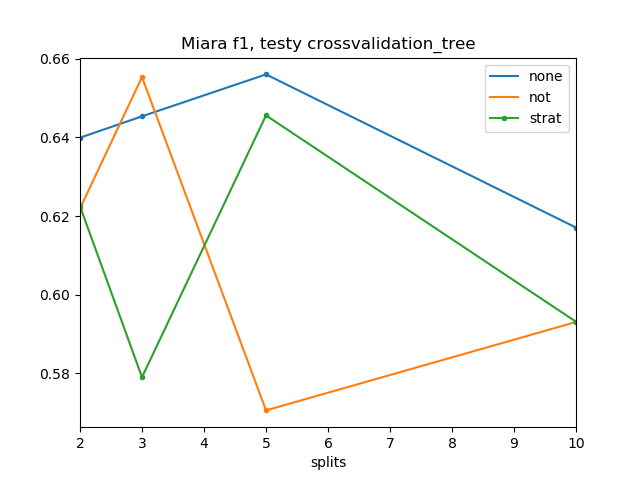 Miara f1, testy crossvalidation_tree
none
not
strat
0.66
0.64
0.62
0.60
0.58
2 3 4 5 6 7 8 9 10
splits